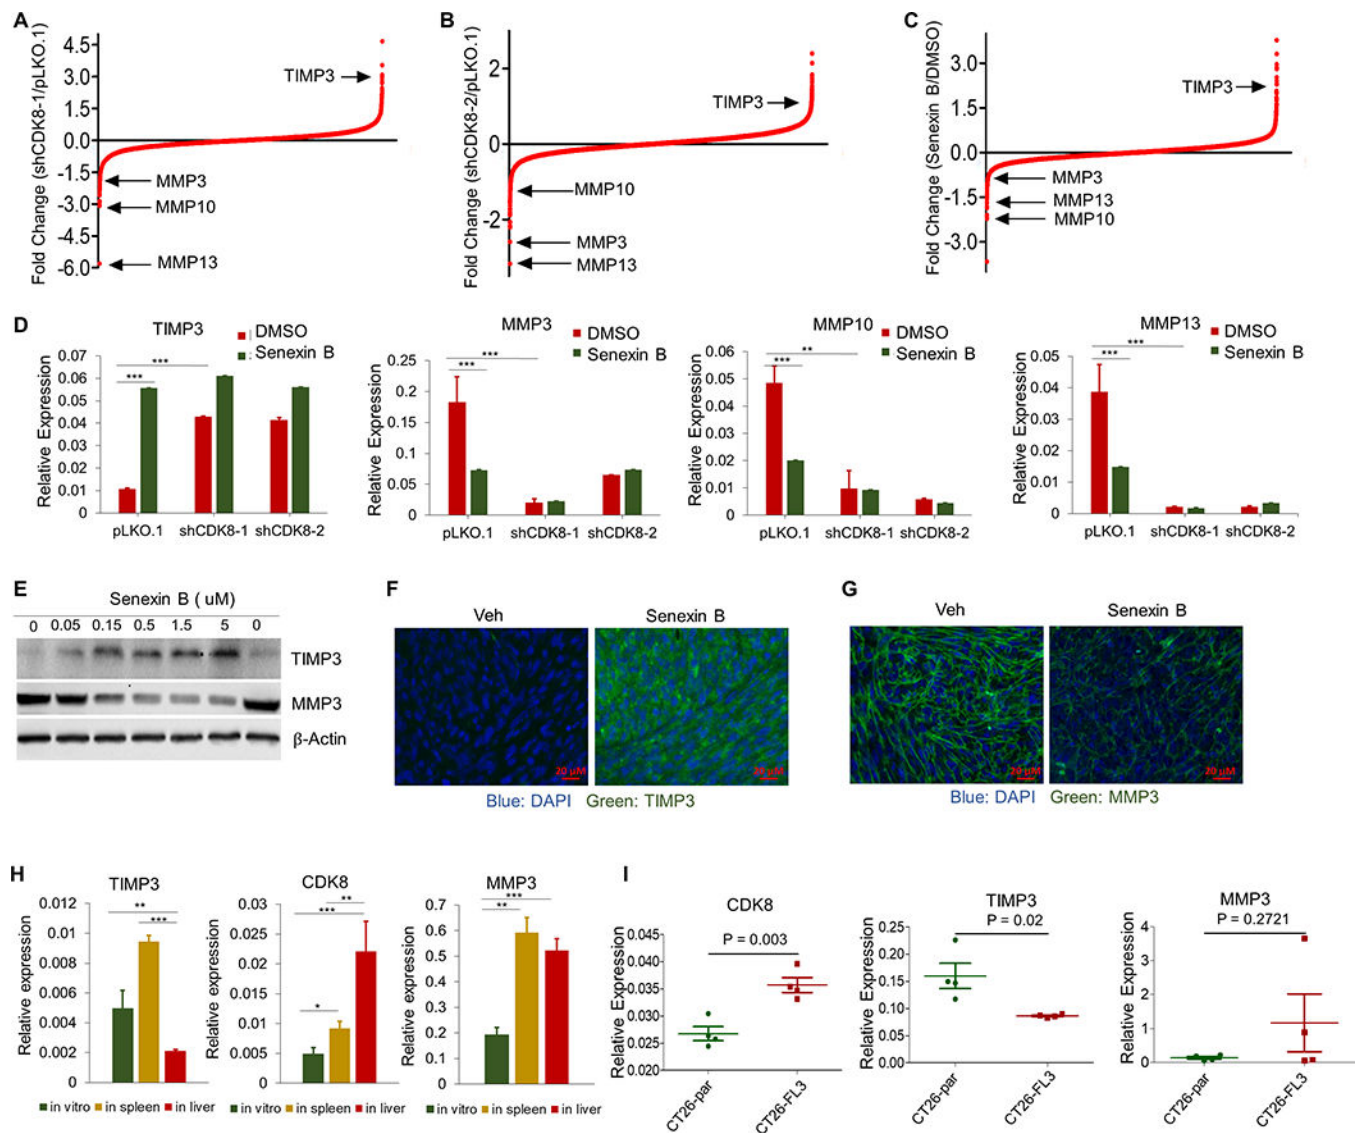 A
Fold Change (shCDK8-1/pLKO.1)
4.5
3.0
1.5
0.0
-1.5
-3.0
-4.5
-6.0
TIMP3
MMP3
MMP10
MMP13
B
Fold Change (shCDK8-2/pLKO.1)
2
0
-2
TIMP3
MMP10
MMP3
MMP13
C
Fold Change (Senexin B/DMSO)
3.0
1.5
0.0
-1.5
-3.0
TIMP3
MMP3
MMP13
MMP10
D
TIMP3
DMSO
Senexin B
Relative Expression
0.07
0.06
0.05
0.04
0.03
0.02
0.01
0
***
***
pLKO.1 shCDK8-1 shCDK8-2
MMP3
DMSO
Senexin B
Relative Expression
0.25
0.20
0.15
0.1
0.05
0
***
***
pLKO.1 shCDK8-1 shCDK8-2
MMP10
DMSO
Senexin B
Relative Expression
0.06
0.05
0.04
0.03
0.02
0.01
0
**
***
pLKO.1 shCDK8-1 shCDK8-2
MMP13
DMSO
Senexin B
Relative Expression
0.05
0.04
0.03
0.02
0.01
0
***
***
pLKO.1 shCDK8-1 shCDK8-2
E
Senexin B ( uM)
0 0.05 0.15 0.5 1.5 5 0
TIMP3
MMP3
β-Actin
F
Veh Senexin B
20 µM
20 µM
Blue: DAPI Green: TIMP3
G
Veh Senexin B
20 µM
20 µM
Blue: DAPI Green: MMP3
H
TIMP3
Relative expression
0.012
0.01
0.008
0.006
0.004
0.002
0
**
***
in vitro in spleen in liver
CDK8
Relative expression
0.03
0.025
0.02
0.015
0.01
0.005
0
**
***
*
in vitro in spleen in liver
MMP3
Relative expression
0.7
0.6
0.5
0.4
0.3
0.2
0.1
0
***
**
in vitro in spleen in liver
I
CDK8
P = 0.003
Relative Expression
0.045
0.040
0.035
0.030
0.025
0.020
CT26-par
CT26-FL3
TIMP3
P = 0.02
Relative Expression
0.25
0.20
0.15
0.10
0.05
0.00
CT26-par
CT26-FL3
MMP3
P = 0.2721
Relative Expression
4
3
2
1
0
CT26-par
CT26-FL3